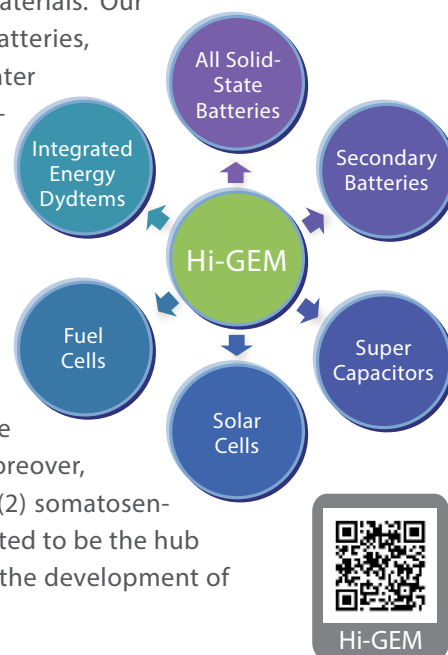 aterials. Our
atteries,
ater
-
All Solid-
State
Batteries
Integrated
Energy
Dydtems
Secondary
Batteries
Hi-GEM
Fuel
Cells
Super
Capacitors
Solar
Cells
e
oreover,
(2) somatosen-
ted to be the hub
the development of
Hi-GEM